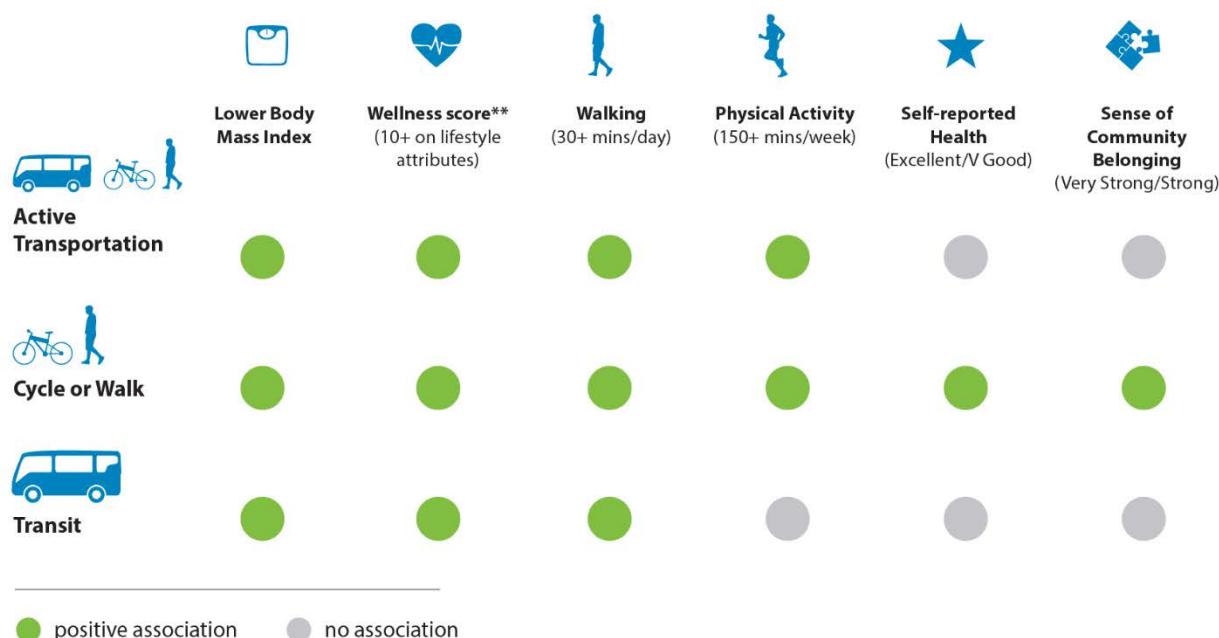 Lower Body
Mass Index
Wellness score**
(10+ on lifestyle
attributes)
Walking
(30+ mins/day)
Physical Activity
(150+ mins/week)
Self-reported
Health
(Excellent/V Good)
Sense of
Community
Belonging
(Very Strong/Strong)
Active
Transportation
Cycle or Walk
Transit
positive association
no association